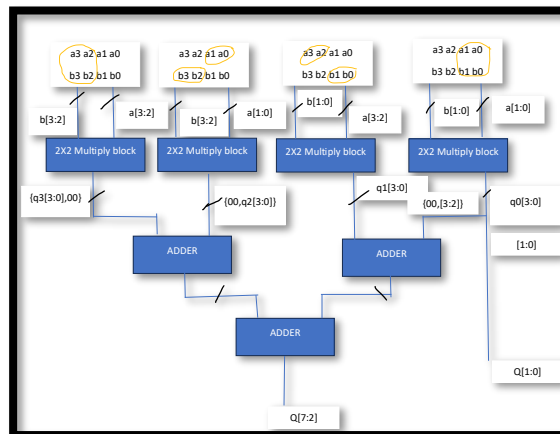 a3 a2 a1 a0
b3 b2 b1 b0
a3 a2 a1 a0
b3 b2 b1 b0
a3 a2 a1 a0
b3 b2 b1 b0
a3 a2 a1 a0
b3 b2 b1 b0
b[3:2]
a[3:2]
b[3:2]
a[1:0]
b[1:0]
a[3:2]
b[1:0]
a[1:0]
2X2 Multiply block
2X2 Multiply block
2X2 Multiply block
2X2 Multiply block
{q3[3:0],00}
{00,q2[3:0]}
q1[3:0]
{00,[3:2]}
q0[3:0]
[1:0]
ADDER
ADDER
ADDER
Q[1:0]
Q[7:2]